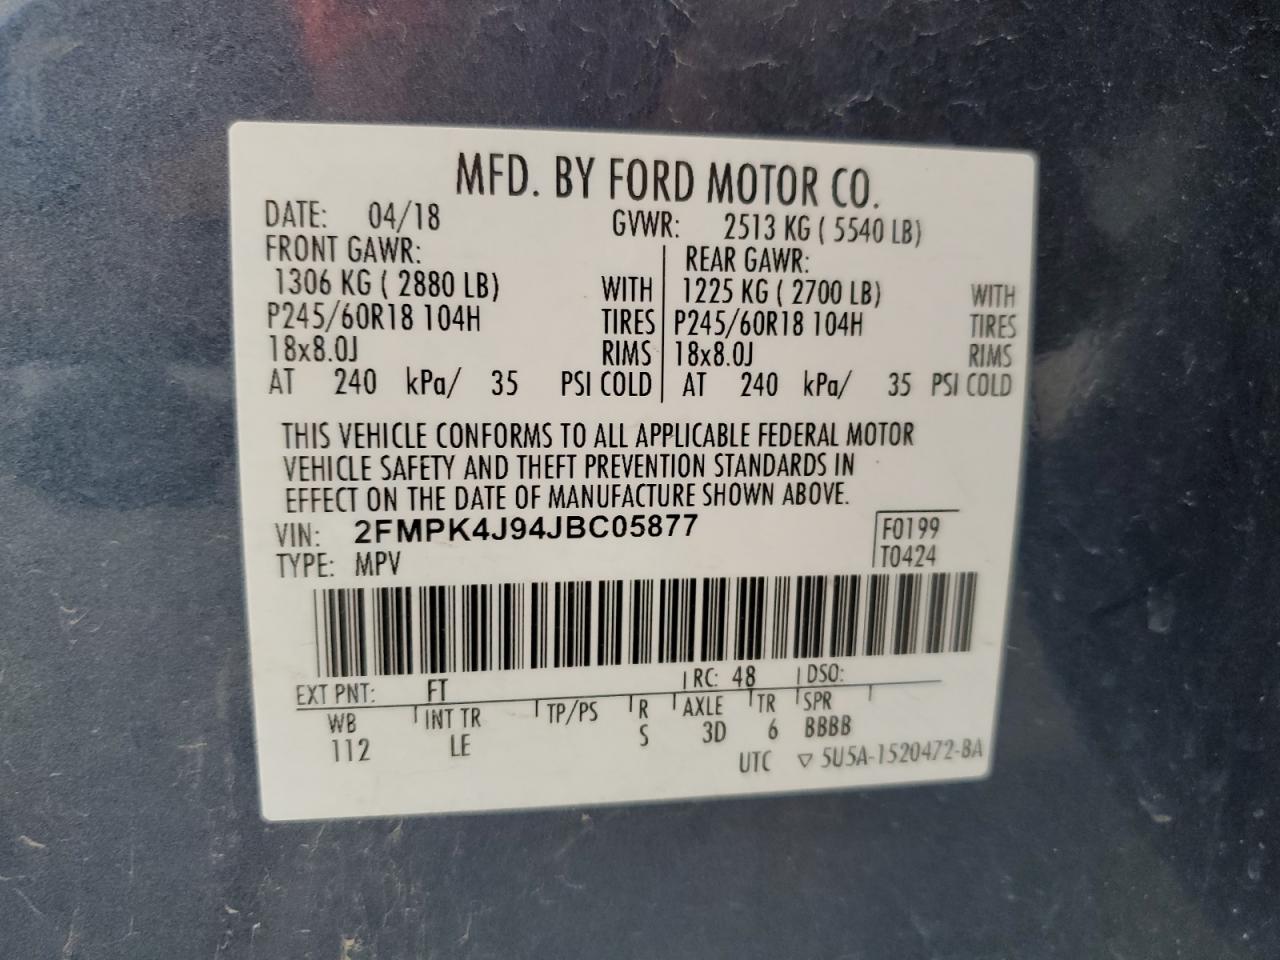 MFD. BY FORD MOTOR CO.
DATE: 04/18 GVWR: 2513 KG ( 5540 LB)
FRONT GAWR: REAR GAWR:
1306 KG ( 2880 LB) WITH 1225 KG ( 2700 LB) WITH
P245/60R18 104H TIRES P245/60R18 104H TIRES
18x8.0J RIMS 18x8.0J RIMS
AT 240 kPa/ 35 PSI COLD AT 240 kPa/ 35 PSI COLD
THIS VEHICLE CONFORMS TO ALL APPLICABLE FEDERAL MOTOR
VEHICLE SAFETY AND THEFT PREVENTION STANDARDS IN
EFFECT ON THE DATE OF MANUFACTURE SHOWN ABOVE.
VIN: 2FMPK4J94JBC05877 F0199
TYPE: MPV T0424
EXT PNT: FT RC: 48 DSO:
WB INT TR TP/PS R AXLE TR SPR
112 LE S 3D 6 BBBB
UTC ▽ 5U5A-1520472-BA